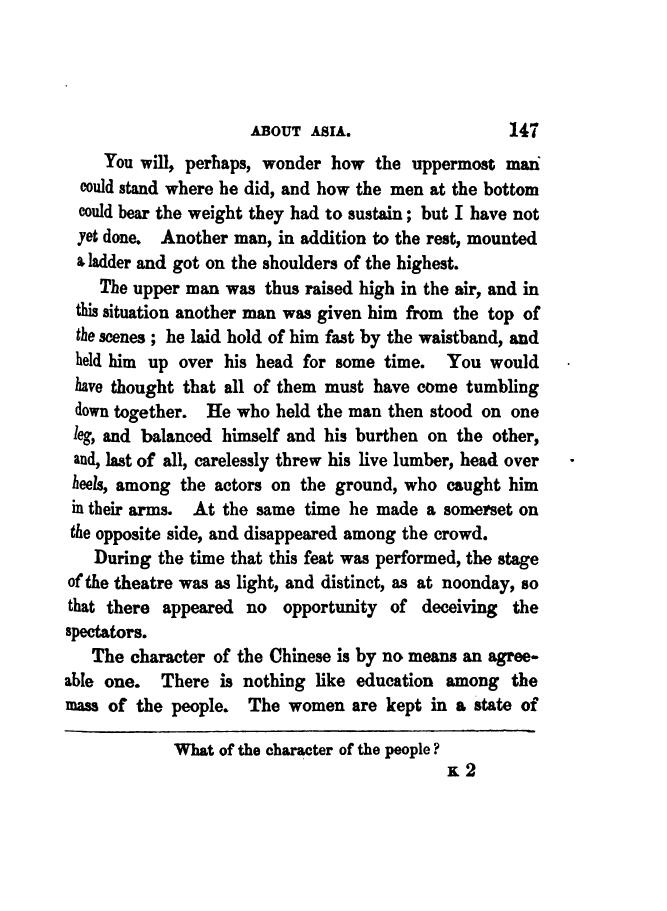 ABOUT ASIA. 147
You will, perhaps, wonder how the uppermost man
could stand where he did, and how the men at the bottom
could bear the weight they had to sustain; but I have not
yet done. Another man, in addition to the rest, mounted
a ladder and got on the shoulders of the highest.
The upper man was thus raised high in the air, and in
this situation another man was given him from the top of
the scenes; he laid hold of him fast by the waistband, and
held him up over his head for some time. You would
have thought that all of them must have come tumbling
down together. He who held the man then stood on one
leg, and balanced himself and his burthen on the other,
and, last of all, carelessly threw his live lumber, head over
heels, among the actors on the ground, who caught him
in their arms. At the same time he made a somerset on
the opposite side, and disappeared among the crowd.
During the time that this feat was performed, the stage
of the theatre was as light, and distinct, as at noonday, so
that there appeared no opportunity of deceiving the
spectators.
The character of the Chinese is by no means an agree-
able one. There is nothing like education among the
mass of the people. The women are kept in a state of
What of the character of the people?
K 2